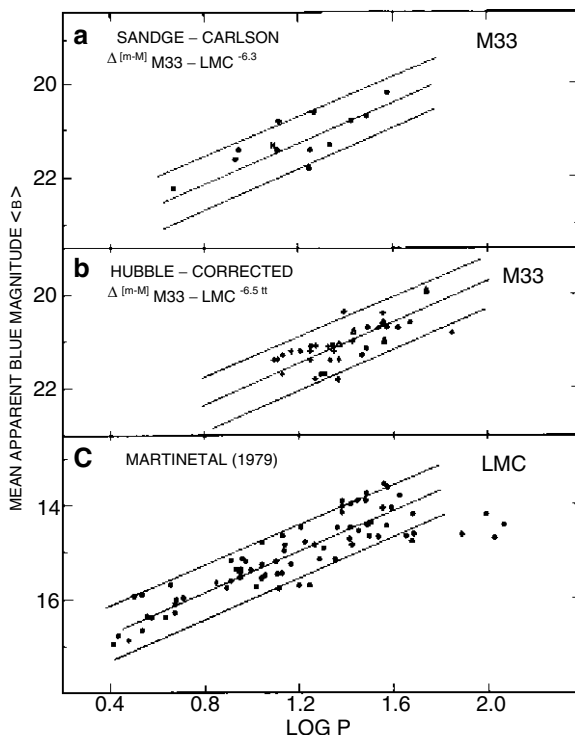 MEAN APPARENT BLUE MAGNITUDE <B>
a SANDGE – CARLSON M33
Δ [m-M] M33 – LMC -6.3
20
22
b HUBBLE – CORRECTED M33
Δ [m-M] M33 – LMC -6.5 tt
20
22
C MARTINETAL (1979) LMC
14
16
0.4 0.8 1.2 1.6 2.0
LOG P